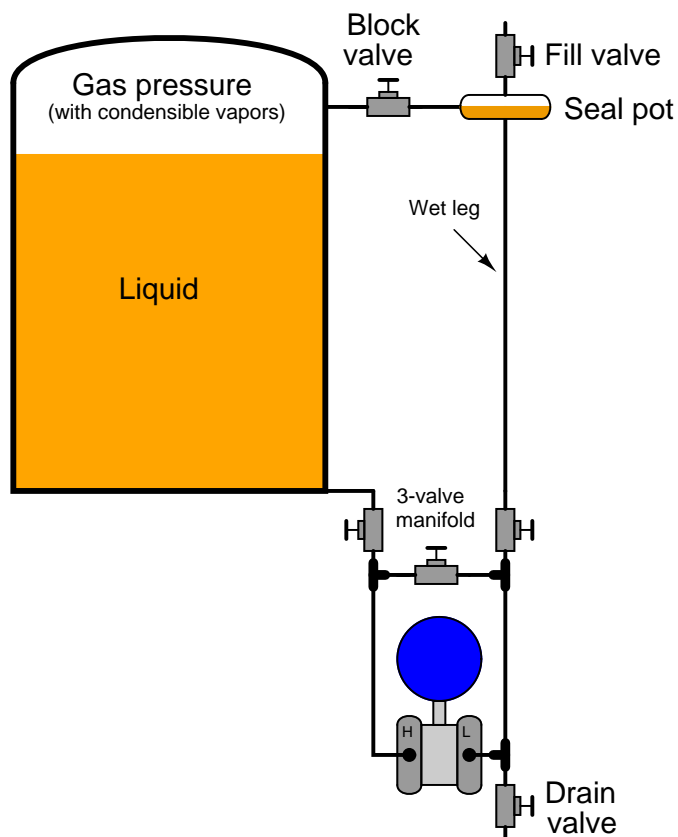 Block
valve
Fill valve
Gas pressure
(with condensible vapors)
Seal pot
Wet leg
Liquid
3-valve
manifold
H
L
Drain
valve